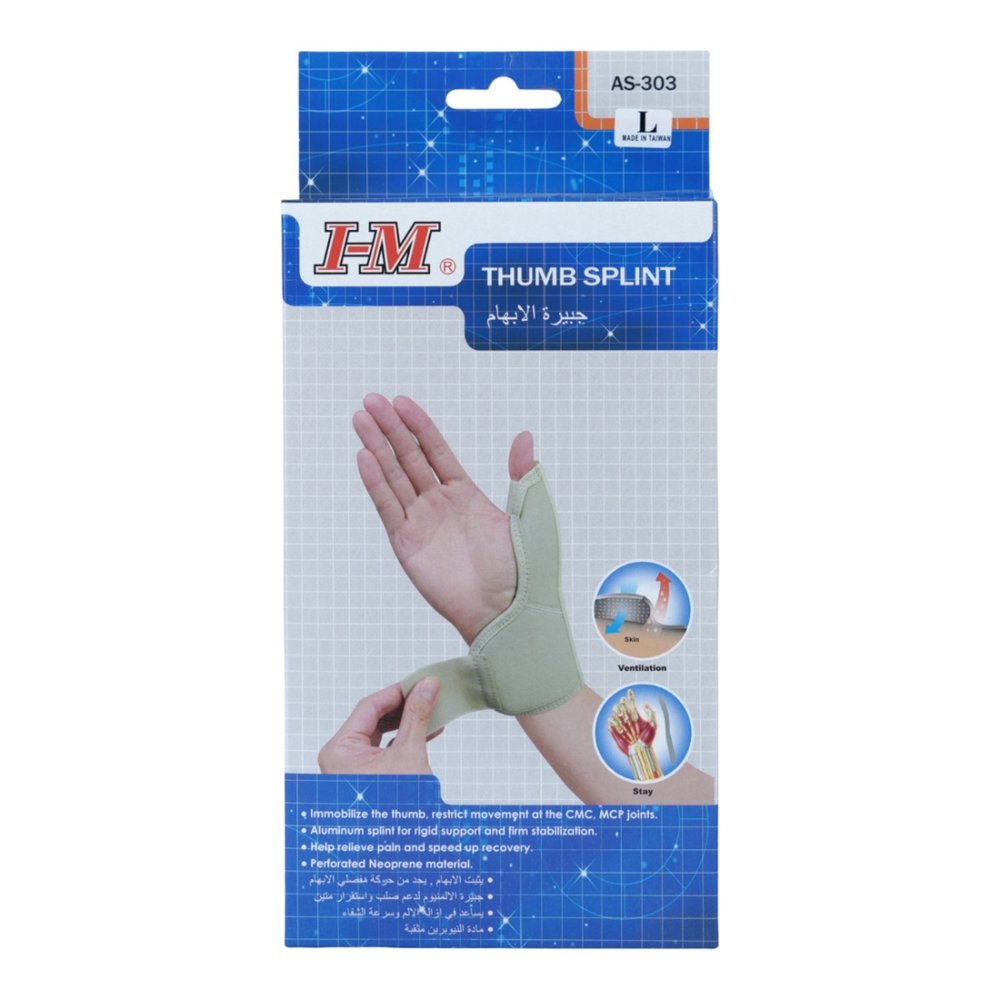 AS-303
L
MADE IN TAIWAN
I-M ®
THUMB SPLINT
جبيرة الابهام
Skin
Ventilation
Stay
• Immobilize the thumb, restrict movement at the CMC, MCP joints.
• Aluminum splint for rigid support and firm stabilization.
• Help relieve pain and speed up recovery.
• Perforated Neoprene material.
• يثبت الابهام , يحد من حركة مفصلي الابهام
• جبيرة الالمنيوم لدعم صلب واستقرار متين
• يساعد في ازالة الالم وسرعة الشفاء
• مادة النيوبرين مثقبة